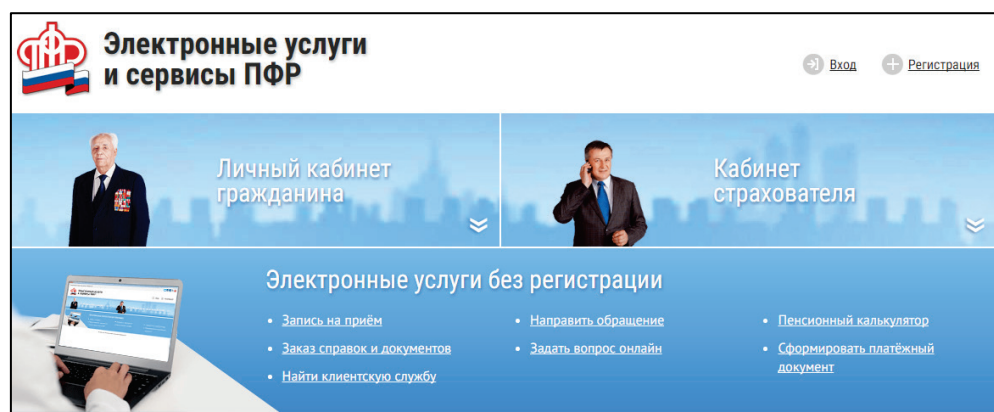 Электронные услуги
и сервисы ПФР
Вход
Регистрация
Личный кабинет
гражданина
Кабинет
страхователя
Электронные услуги без регистрации
Запись на приём
Заказ справок и документов
Найти клиентскую службу
Направить обращение
Задать вопрос онлайн
Пенсионный калькулятор
Сформировать платёжный
документ